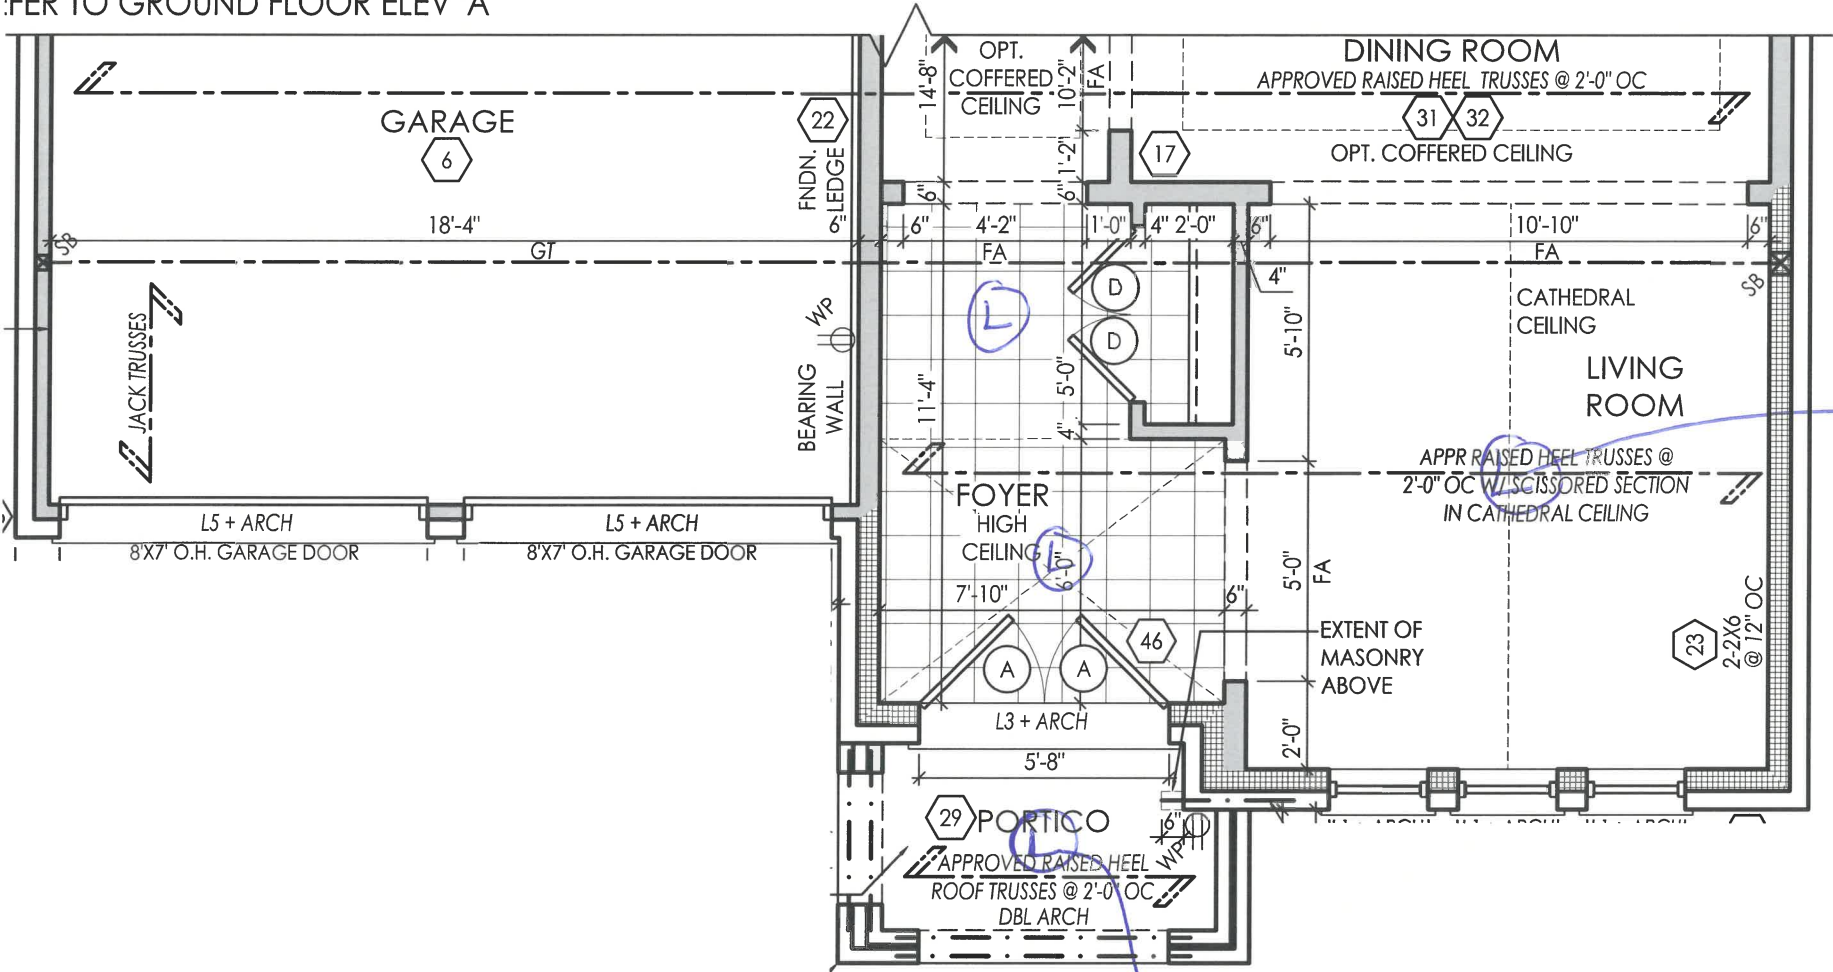 FER TO GROUND FLOOR ELEV 'A'
GARAGE
6
22
FNDN.
LEDGE
14'-8"
OPT.
COFFERED
CEILING
10'-2"
FA
DINING ROOM
APPROVED RAISED HEEL TRUSSES @ 2'-0" OC
31
32
OPT. COFFERED CEILING
1'-2"
17
6"
6"
18'-4"
6"
6"
4'-2"
1'-0"
4"
2'-0"
6"
10'-10"
6"
SB
GT
FA
FA
SB
4"
JACK TRUSSES
WP
BEARING
WALL
L
D
D
11'-4"
5'-0"
4"
5'-10"
CATHEDRAL
CEILING
LIVING
ROOM
L
APPR RAISED HEEL TRUSSES @
2'-0" OC W/ SCISSORED SECTION
IN CATHEDRAL CEILING
L5 + ARCH
L5 + ARCH
8'X7' O.H. GARAGE DOOR
8'X7' O.H. GARAGE DOOR
FOYER
HIGH
CEILING
L
6'-0"
7'-10"
6"
5'-0"
FA
46
A
A
EXTENT OF
MASONRY
ABOVE
23
2-2X6
@ 12" OC
L3 + ARCH
5'-8"
2'-0"
29
PORTICO
L
6"
WP
APPROVED RAISED HEEL
ROOF TRUSSES @ 2'-0" OC
DBL ARCH